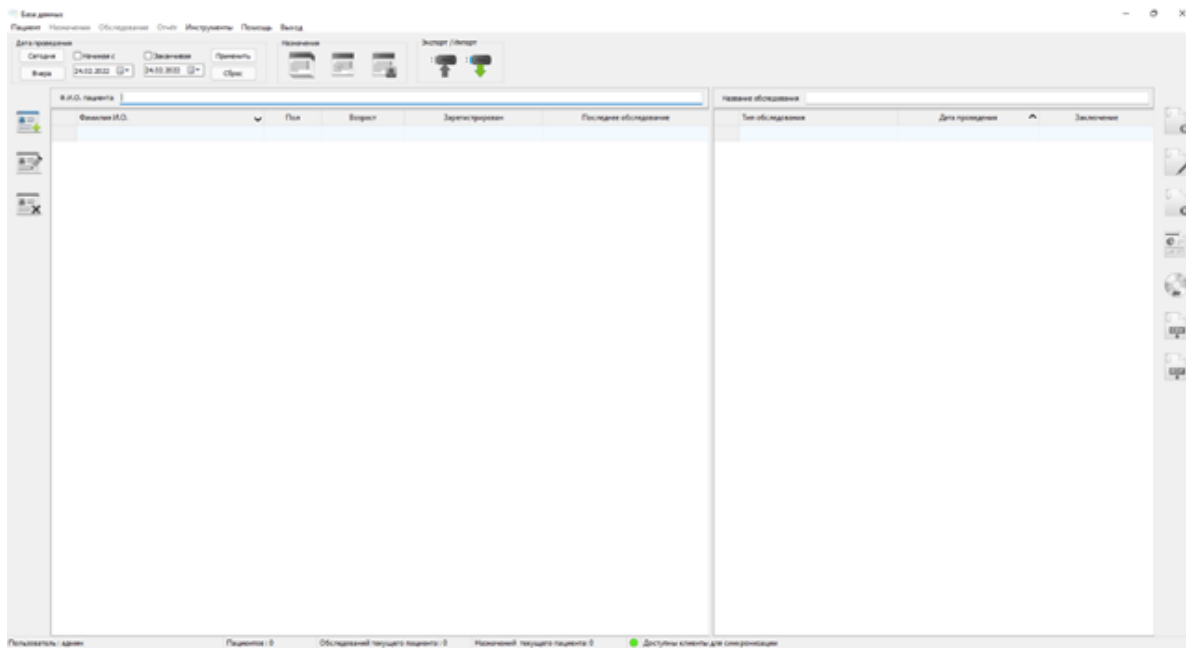 База данных
Пациент Назначения Обследование Отчёт Инструменты Помощь Выход
Дата проведения
Назначения
Экспорт / Импорт
Сегодня Начиная с Заканчивая Применить
Вчера 24.02.2022 24.02.2022 Сброс
Ф.И.О. пациента
Название обследования
Фамилия И.О. Пол Возраст Зарегистрирован Последнее обследование
Тип обследования Дата проведения Заключение
Пользователь: админ Пациентов : 0 Обследований текущего пациента : 0 Назначений текущего пациента 0 Доступны клиенты для синхронизации